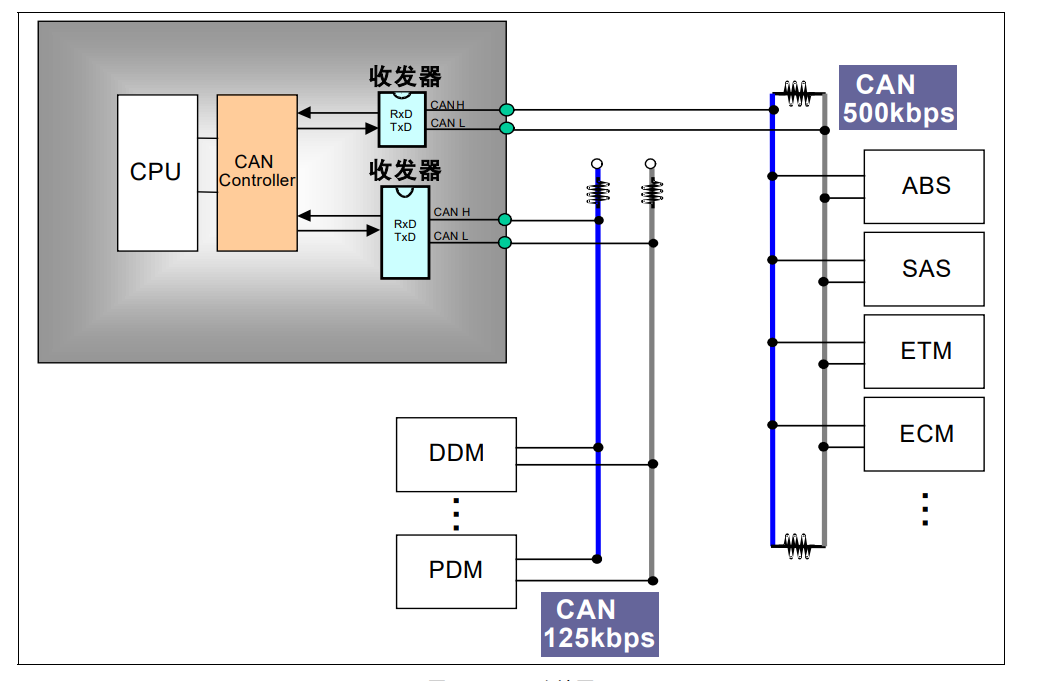 收发器
CAN H
RxD
TxD
CAN L
CPU
CAN
Controller
收发器
CAN H
RxD
TxD
CAN L
CAN
500kbps
ABS
SAS
ETM
ECM
DDM
PDM
CAN
125kbps